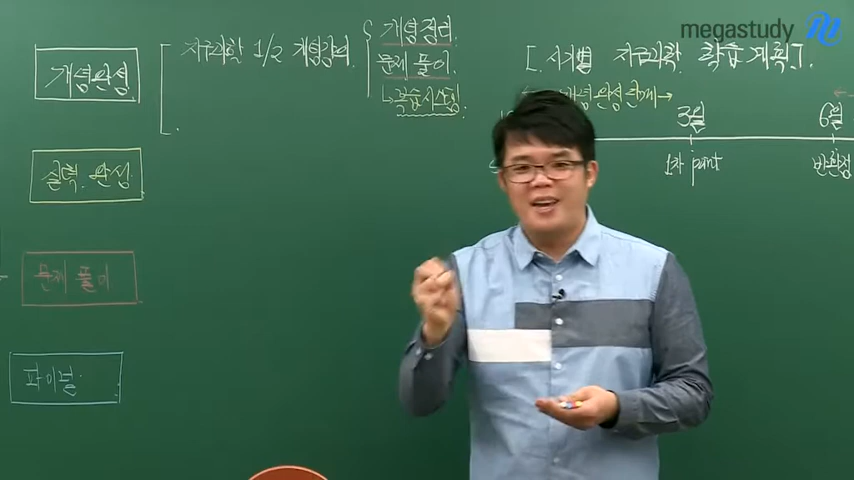 megastudy
개념완성
지구과학 1/2 개념강의
개념정리.
문제 풀이.
↳ 복습시스템.
[ 시기별 지구과학 학습계획 ].
개념 완성 단계
3월
6월
1차 point
반환점
실력 완성
문제 풀이
파이널